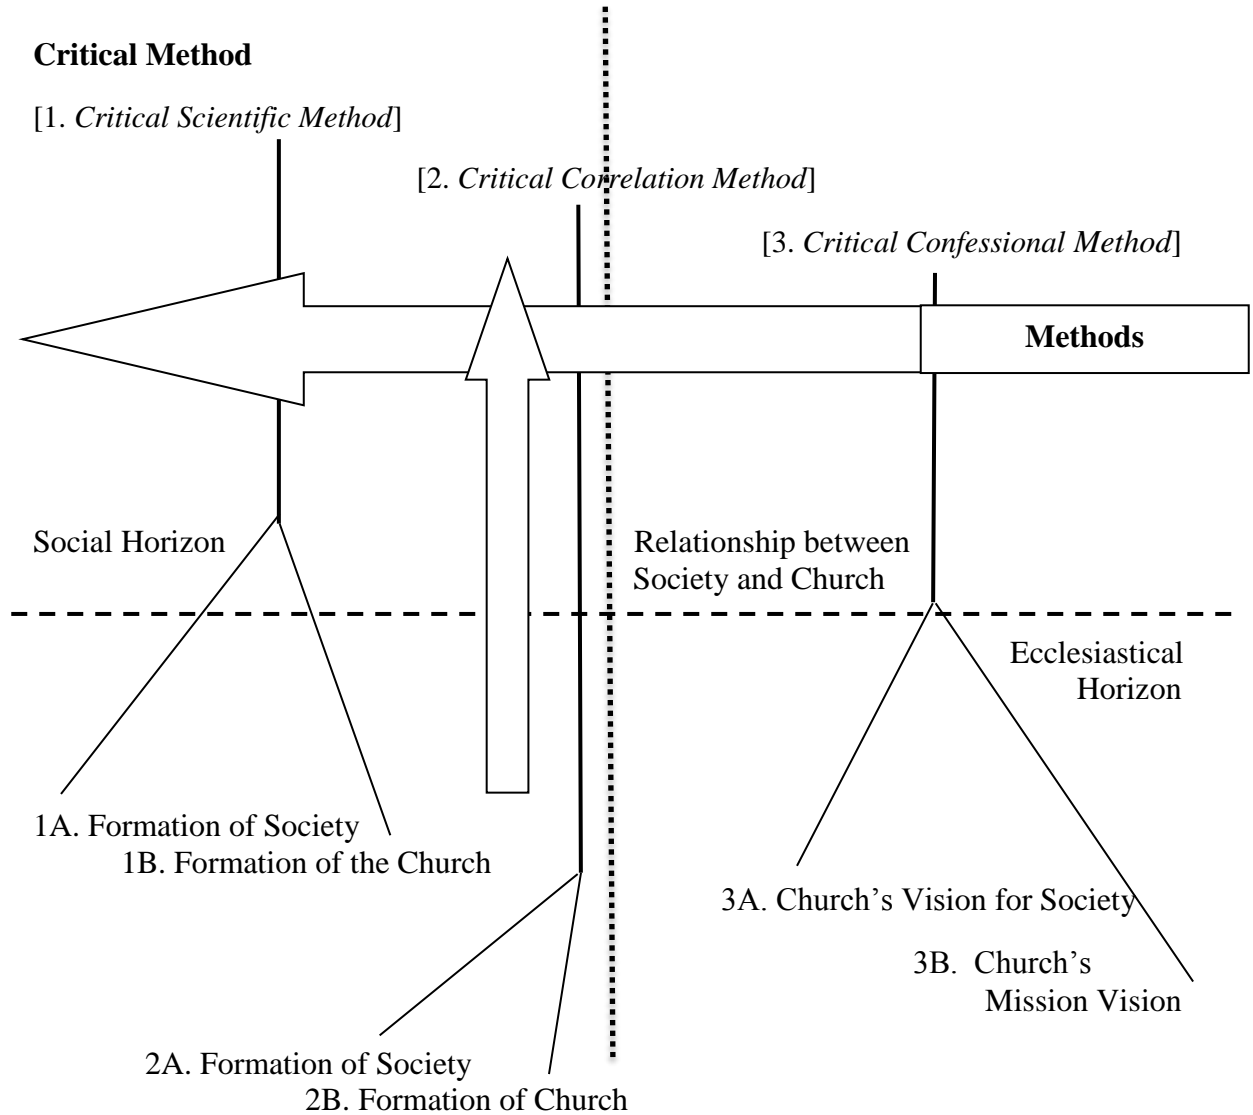 Critical Method
[1. Critical Scientific Method]
[2. Critical Correlation Method]
[3. Critical Confessional Method]
Methods
Social Horizon
Relationship between
Society and Church
Ecclesiastical
Horizon
1A. Formation of Society
1B. Formation of the Church
3A. Church’s Vision for Society
3B. Church’s
Mission Vision
2A. Formation of Society
2B. Formation of Church